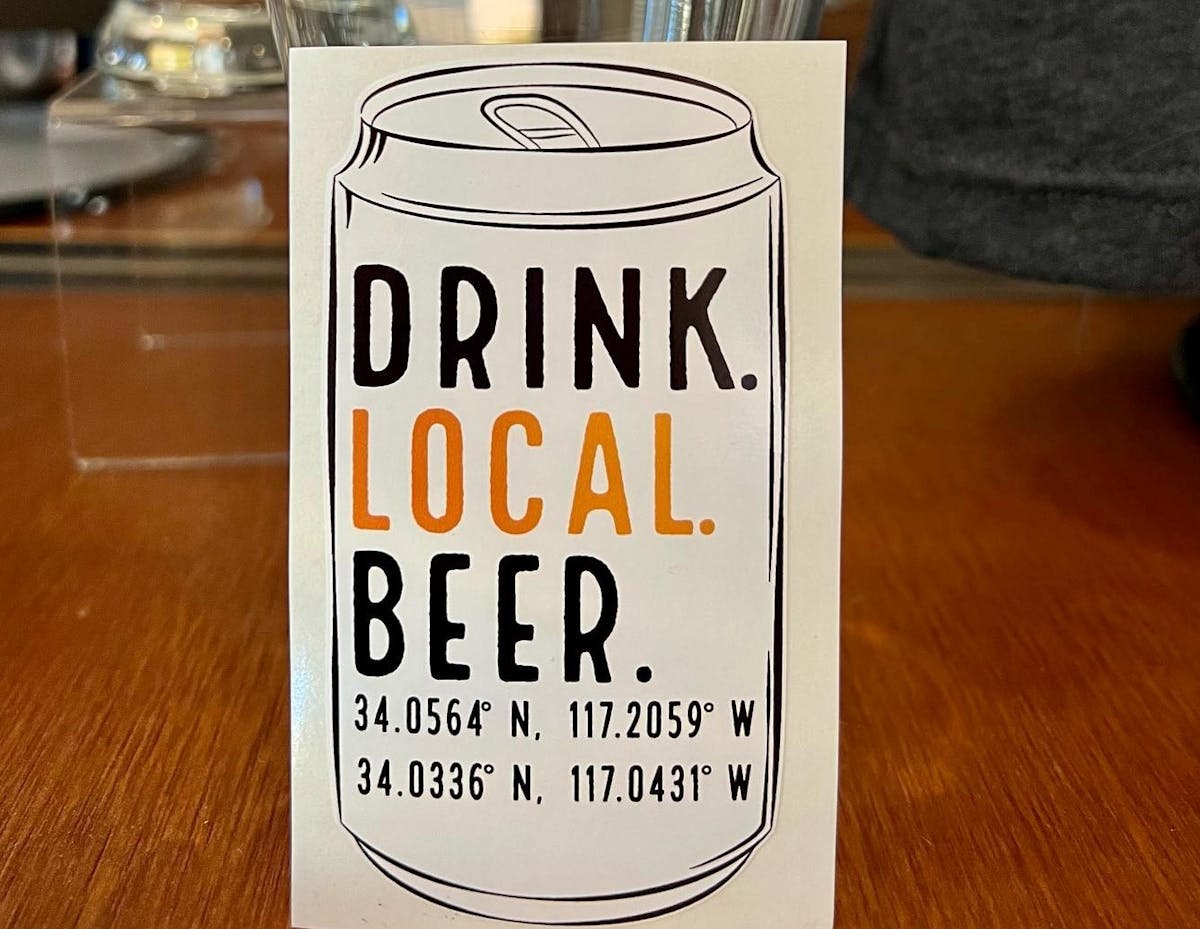 DRINK.
LOCAL.
BEER.
34.0564° N, 117.2059° W
34.0336° N, 117.0431° W